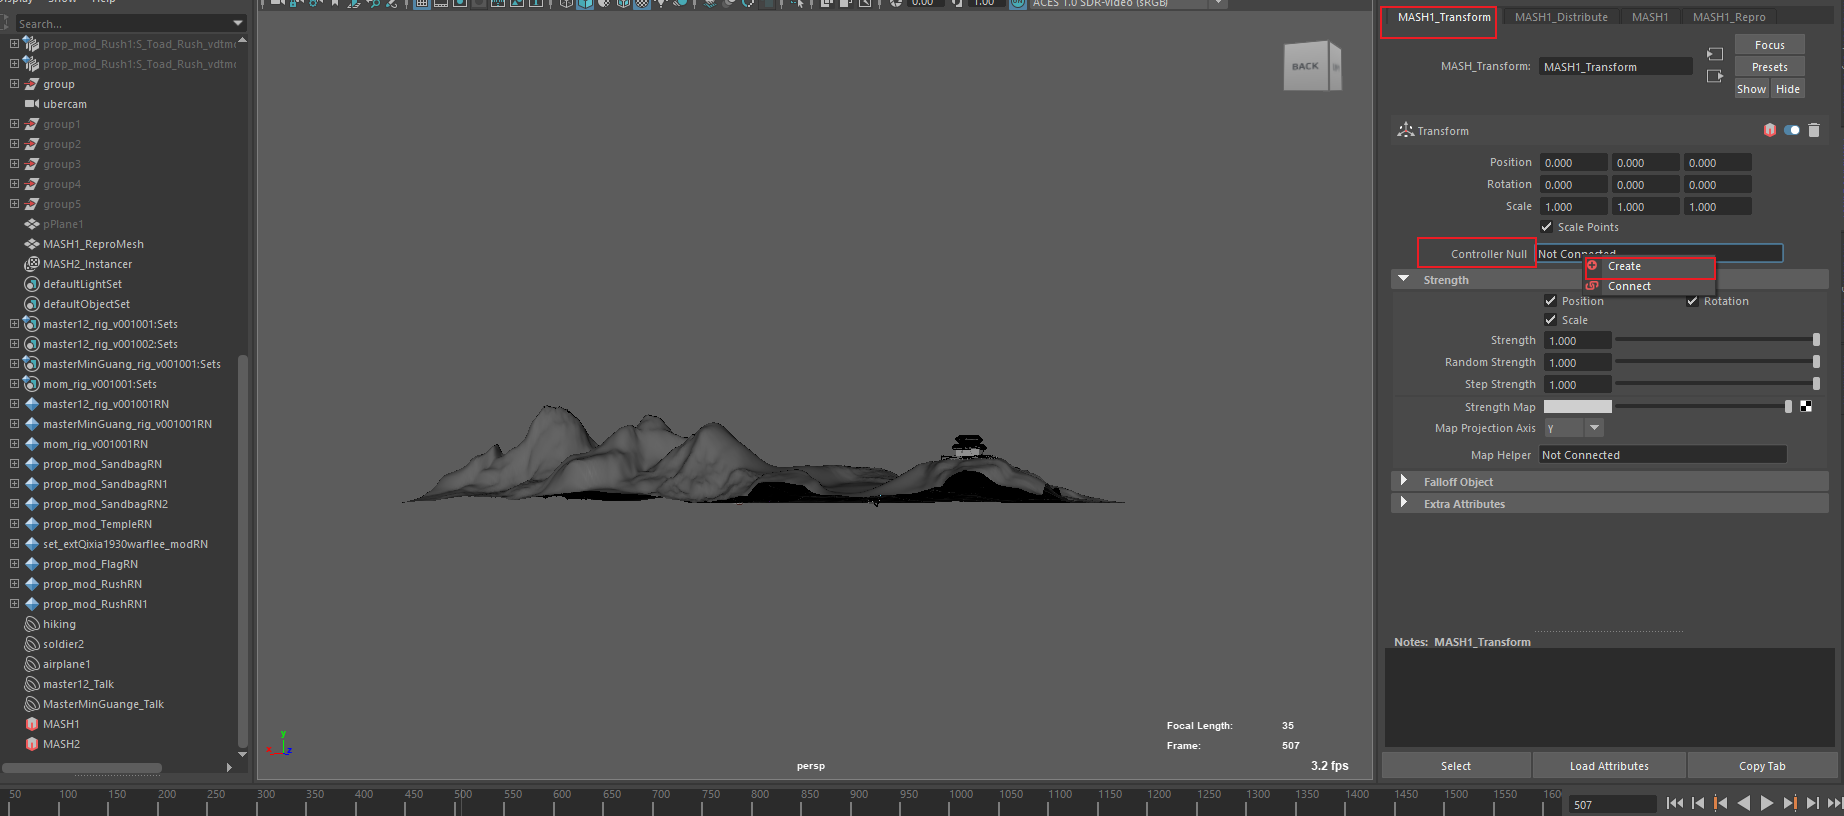 Display Show Help
Search...
prop_mod_Rush1:S_Toad_Rush_vdtm
prop_mod_Rush1:S_Toad_Rush_vdtm
group
ubercam
group1
group2
group3
group4
group5
pPlane1
MASH1_ReproMesh
MASH2_Instancer
defaultLightSet
defaultObjectSet
master12_rig_v001001:Sets
master12_rig_v001002:Sets
masterMinGuang_rig_v001001:Sets
mom_rig_v001001:Sets
master12_rig_v001001RN
masterMinGuang_rig_v001001RN
mom_rig_v001001RN
prop_mod_SandbagRN
prop_mod_SandbagRN1
prop_mod_SandbagRN2
prop_mod_TempleRN
set_extQixia1930warflee_modRN
prop_mod_FlagRN
prop_mod_RushRN
prop_mod_RushRN1
hiking
soldier2
airplane1
master12_Talk
MasterMinGuange_Talk
MASH1
MASH2
0.00 1.00 ACES 1.0 SDR-video (sRGB)
BACK
y
x z
persp
Focal Length: 35
Frame: 507
3.2 fps
MASH1_Transform MASH1_Distribute MASH1 MASH1_Repro
MASH_Transform: MASH1_Transform
Focus
Presets
Show Hide
Transform
Position 0.000 0.000 0.000
Rotation 0.000 0.000 0.000
Scale 1.000 1.000 1.000
Scale Points
Controller Null Not Connected
Create
Connect
Strength
Position Rotation
Scale
Strength 1.000
Random Strength 1.000
Step Strength 1.000
Strength Map
Map Projection Axis Y
Map Helper Not Connected
Falloff Object
Extra Attributes
Notes: MASH1_Transform
Select Load Attributes Copy Tab
50 100 150 200 250 300 350 400 450 500 550 600 650 700 750 800 850 900 950 1000 1050 1100 1150 1200 1250 1300 1350 1400 1450 1500 1550 160
507